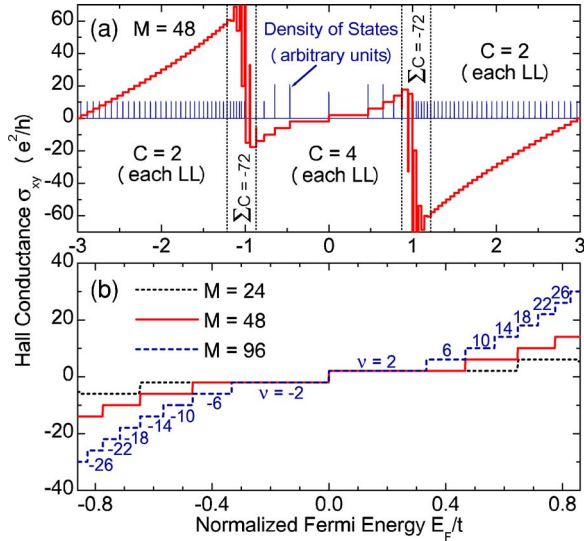 Hall Conductance σxy ( e²/h)
60
40
20
0
-20
-40
-60
(a) M = 48
Density of States
( arbitrary units)
∑C = -72
C = 2
( each LL)
C = 2
( each LL)
∑C = -72
C = 4
( each LL)
-3 -2 -1 0 1 2 3
40
20
0
-20
-40
(b)
M = 24
M = 48
M = 96
26
22
18
14
10
6
ν = 2
ν = -2
-6
-10
-14
-18
-22
-26
-0.8 -0.4 0.0 0.4 0.8
Normalized Fermi Energy EF/t